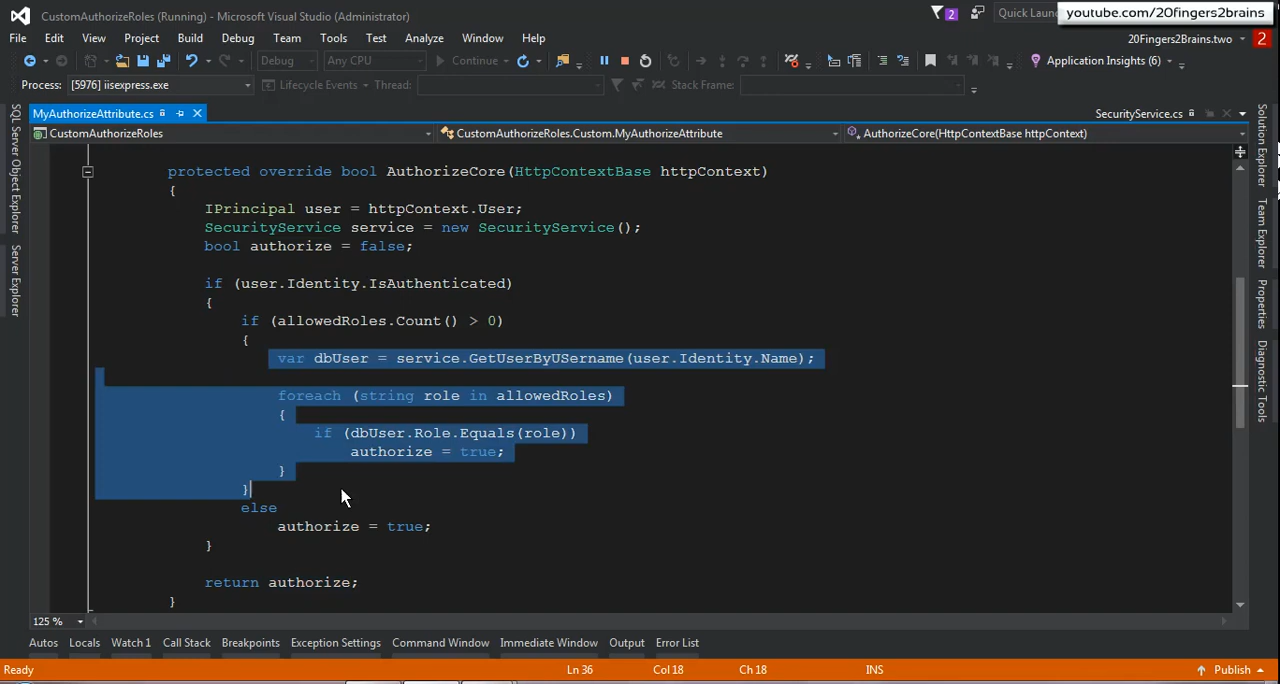 CustomAuthorizeRoles (Running) - Microsoft Visual Studio (Administrator)
2
Quick Laun
youtube.com/20fingers2brains
File Edit View Project Build Debug Team Tools Test Analyze Window Help
20Fingers2Brains.two
2
Debug Any CPU Continue Application Insights (6)
Process: [5976] iisexpress.exe Lifecycle Events Thread: Stack Frame:
MyAuthorizeAttribute.cs SecurityService.cs
CustomAuthorizeRoles CustomAuthorizeRoles.Custom.MyAuthorizeAttribute AuthorizeCore(HttpContextBase httpContext)
SQL Server Object Explorer
Server Explorer
protected override bool AuthorizeCore(HttpContextBase httpContext)
{
IPrincipal user = httpContext.User;
SecurityService service = new SecurityService();
bool authorize = false;
if (user.Identity.IsAuthenticated)
{
if (allowedRoles.Count() > 0)
{
var dbUser = service.GetUserByUSername(user.Identity.Name);
foreach (string role in allowedRoles)
{
if (dbUser.Role.Equals(role))
authorize = true;
}
}
else
authorize = true;
}
return authorize;
}
Solution Explorer
Team Explorer
Properties
Diagnostic Tools
125 %
Autos Locals Watch 1 Call Stack Breakpoints Exception Settings Command Window Immediate Window Output Error List
Ready Ln 36 Col 18 Ch 18 INS Publish